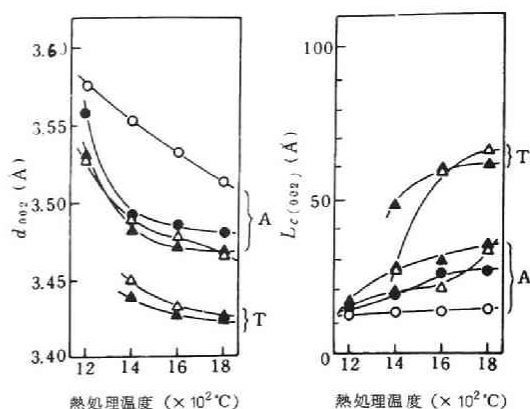 3.6)
3.55
3.50
3.45
3.40
d002 (Å)
A
T
12 14 16 18
熱処理温度 (×10²℃)
100
50
0
Lc(002) (Å)
T
A
12 14 16 18
熱処理温度 (×10²℃)